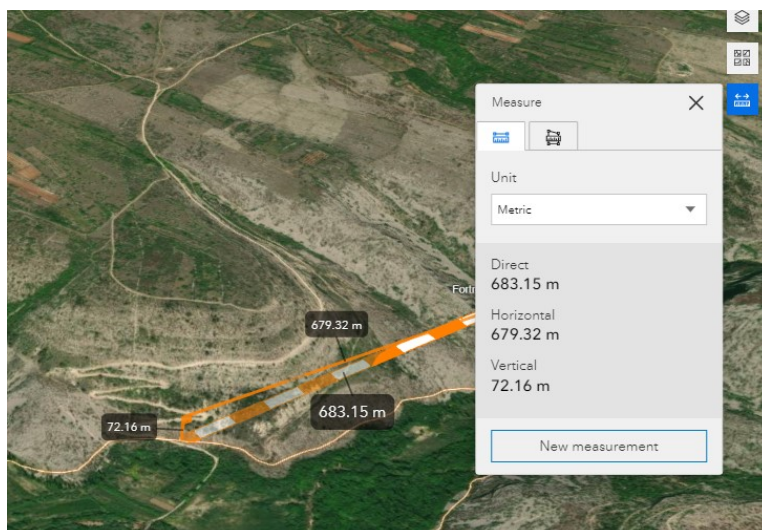 Measure
Unit
Metric
Direct
683.15 m
Horizontal
679.32 m
Vertical
72.16 m
New measurement
679.32 m
683.15 m
72.16 m